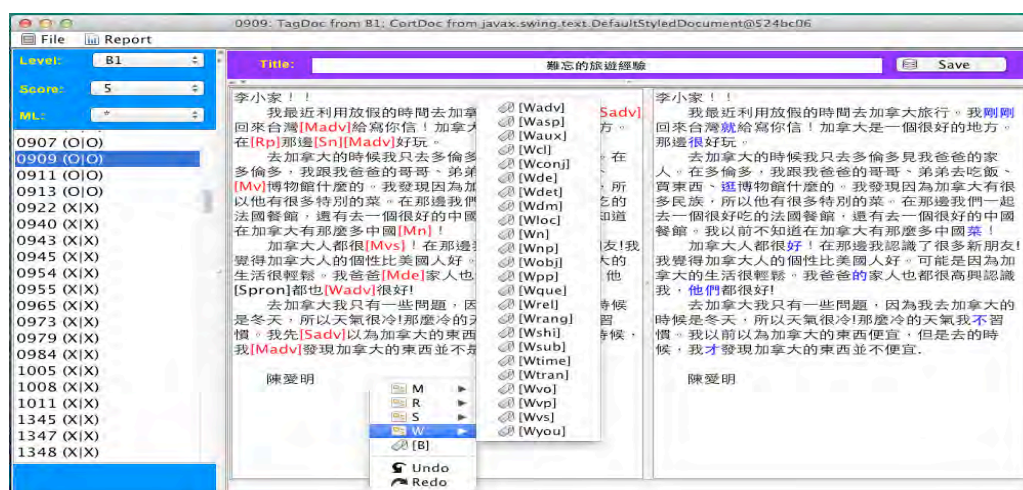 0909: TagDoc from B1; CortDoc from javax.swing.text.DefaultStyledDocument@524bc06
File Report
Level: B1
Score: 5
ML: *
Title: 難忘的旅遊經驗
Save
0907 (O|O)
0909 (O|O)
0911 (O|O)
0913 (O|O)
0922 (X|X)
0940 (X|X)
0943 (X|X)
0945 (X|X)
0954 (X|X)
0955 (X|X)
0965 (X|X)
0973 (X|X)
0979 (X|X)
0984 (X|X)
1005 (X|X)
1008 (X|X)
1011 (X|X)
1345 (X|X)
1347 (X|X)
1348 (X|X)
李小家！！
我最近利用放假的時間去加拿 Sadv]
回來台灣[Madv]給寫你信！加拿大 方。
在[Rp]那邊[Sn][Madv]好玩。
去加拿大的時候我只去多倫多 。在
多倫多，我跟我爸爸的哥哥、弟弟
[Mv]博物館什麼的。我發現因為加 ，所
以他有很多特別的菜。在那邊我們 吃的
法國餐館，還有去一個很好的中國 知道
在加拿大有那麼多中國[Mn]！
加拿大人都很[Mvs]！在那邊我 友!我
覺得加拿大人的個性比美國人好。 大的
生活很輕鬆。我爸爸[Mde]家人也 他
[Spron]都也[Wadv]很好!
去加拿大我只有一些問題，因 時候
是冬天，所以天氣很冷!那麼冷的天 習
慣。我先[Sadv]以為加拿大的東西 時候，
我[Madv]發現加拿大的東西並不是
陳愛明
M
R
S
W
[B]
Undo
Redo
[Wadv]
[Wasp]
[Waux]
[Wcl]
[Wconj]
[Wde]
[Wdet]
[Wdm]
[Wloc]
[Wn]
[Wnp]
[Wobj]
[Wpp]
[Wque]
[Wrel]
[Wrang]
[Wshi]
[Wsub]
[Wtime]
[Wtran]
[Wvo]
[Wvp]
[Wvs]
[Wyou]
李小家！！
我最近利用放假的時間去加拿大旅行。我剛剛
回來台灣就給寫你信！加拿大是一個很好的地方。
那邊很好玩。
去加拿大的時候我只去多倫多見我爸爸的家
人。在多倫多，我跟我爸爸的哥哥、弟弟去吃飯、
買東西、逛博物館什麼的。我發現因為加拿大有很
多民族，所以他有很多特別的菜。在那邊我們一起
去一個很好吃的法國餐館，還有去一個很好的中國
餐館。我以前不知道在加拿大有那麼多中國菜！
加拿大人都很好！在那邊我認識了很多新朋友!
我覺得加拿大人的個性比美國人好。可能是因為加
拿大的生活很輕鬆。我爸爸的家人也都很高興認識
我，他們都很好!
去加拿大我只有一些問題，因為我去加拿大的
時候是冬天，所以天氣很冷!那麼冷的天氣我不習
慣。我以前以為加拿大的東西便宜，但是去的時
候，我才發現加拿大的東西並不便宜.
陳愛明